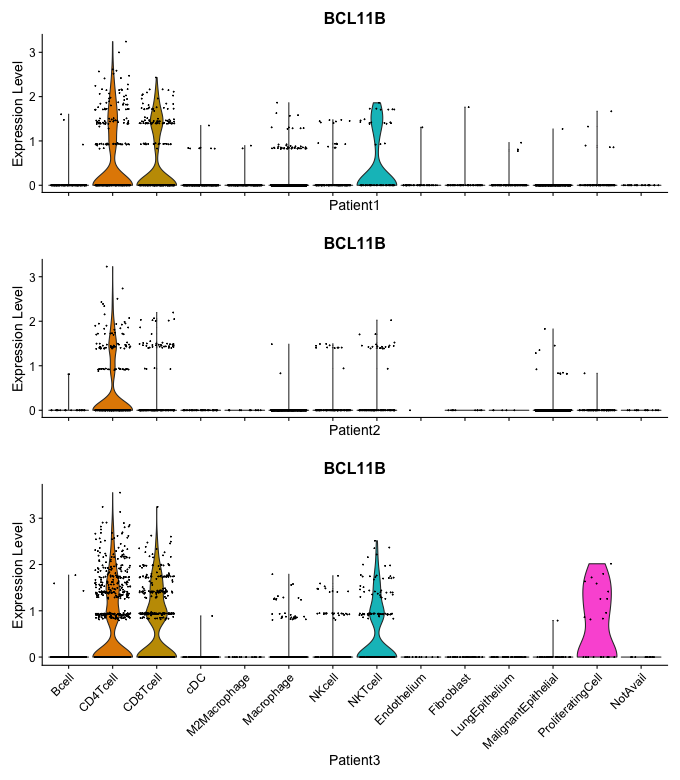 BCL11B
Expression Level
3
2
1
0
Patient1
BCL11B
Expression Level
3
2
1
0
Patient2
BCL11B
Expression Level
3
2
1
0
Bcell
CD4Tcell
CD8Tcell
cDC
M2Macrophage
Macrophage
NKcell
NKTcell
Endothelium
Fibroblast
LungEpithelium
MalignantEpithelial
ProliferatingCell
NotAvail
Patient3